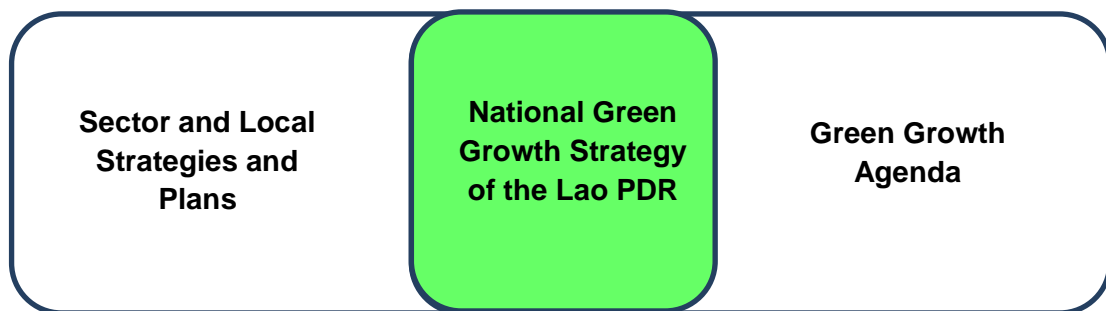 Sector and Local
Strategies and
Plans
National Green
Growth Strategy
of the Lao PDR
Green Growth
Agenda